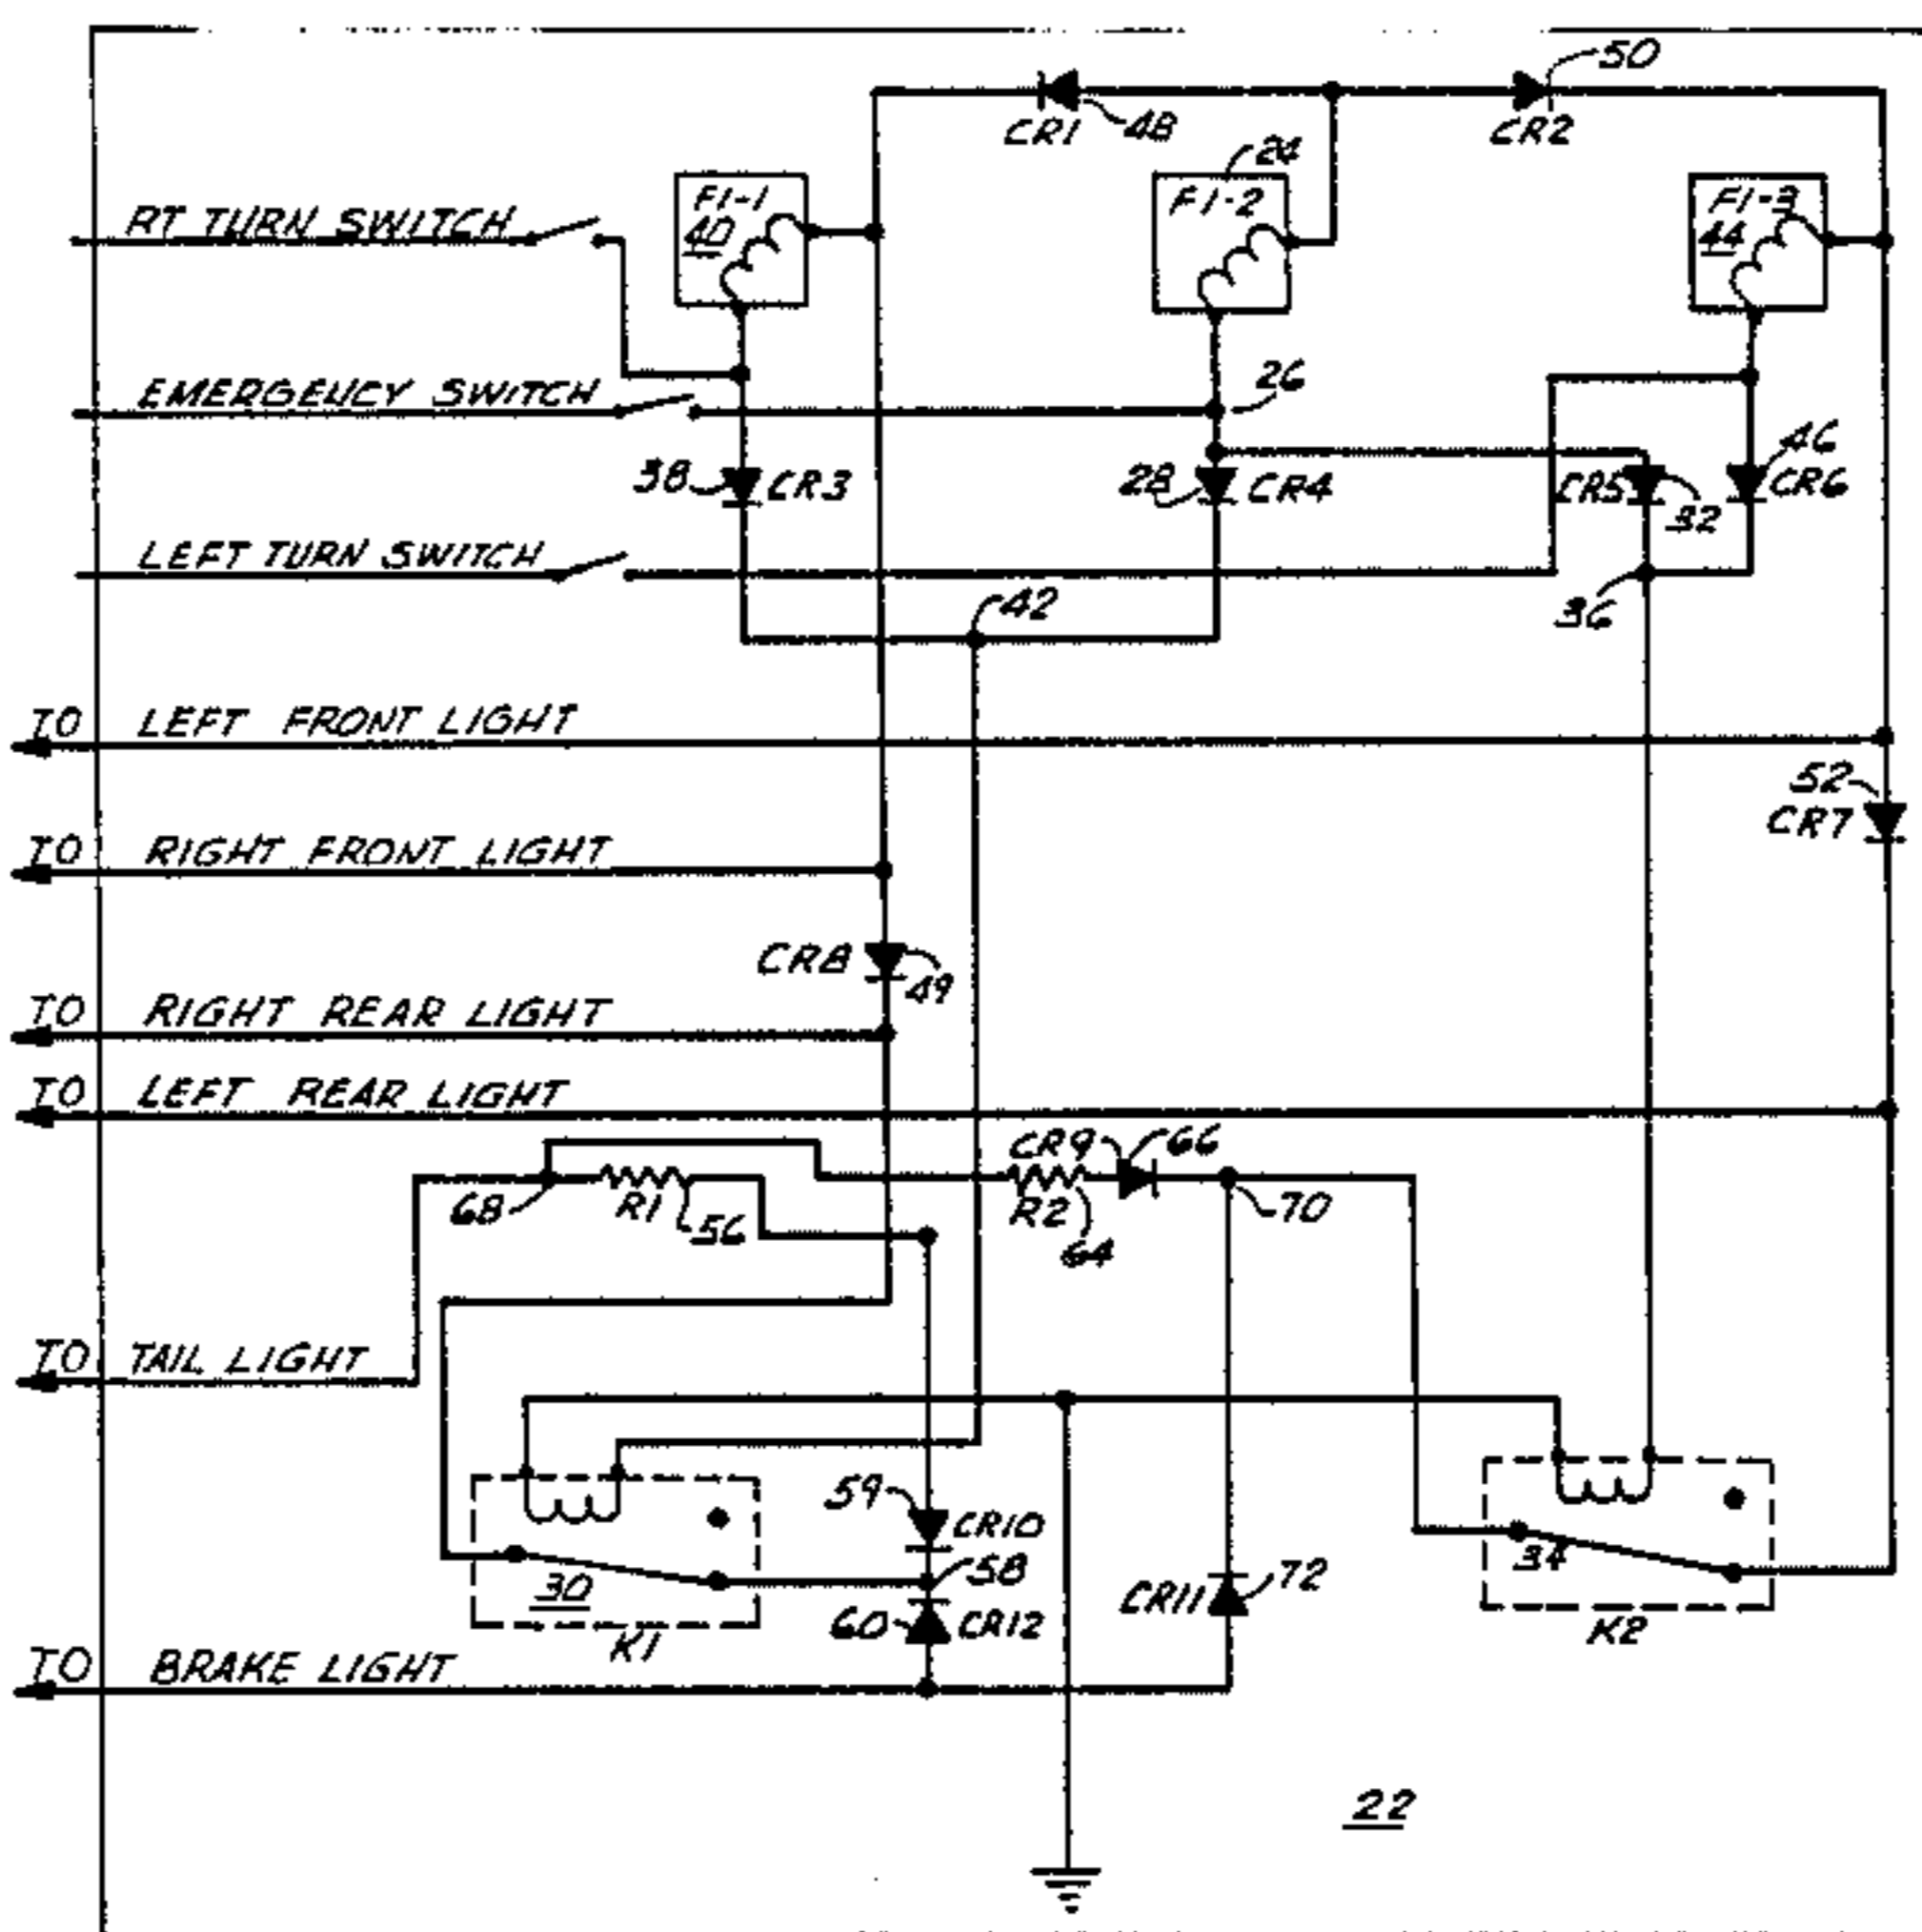 50
CR1 48 CR2
24
F1-1 F1-2 F1-3
40 44
RT TURN SWITCH
EMERGENCY SWITCH 26
46
38 CR3 28 CR4 CR5 CR6
32
LEFT TURN SWITCH
42 36
TO LEFT FRONT LIGHT
52
CR7
TO RIGHT FRONT LIGHT
CR8
49
TO RIGHT REAR LIGHT
TO LEFT REAR LIGHT
CR9 66
68 R1 56 R2 64 70
TO TAIL LIGHT
59 CR10
58
34
30 CR11 72
60 CR12
K1 K2
TO BRAKE LIGHT
22